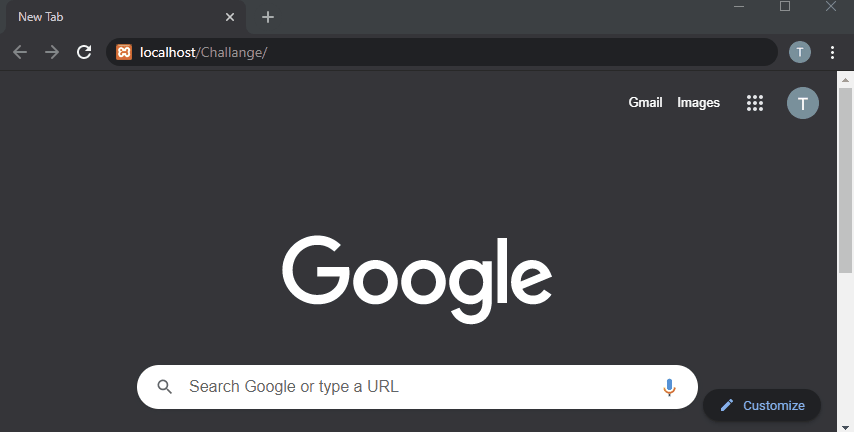 New Tab
localhost/Challange/
T
Gmail Images
T
Google
Search Google or type a URL
Customize